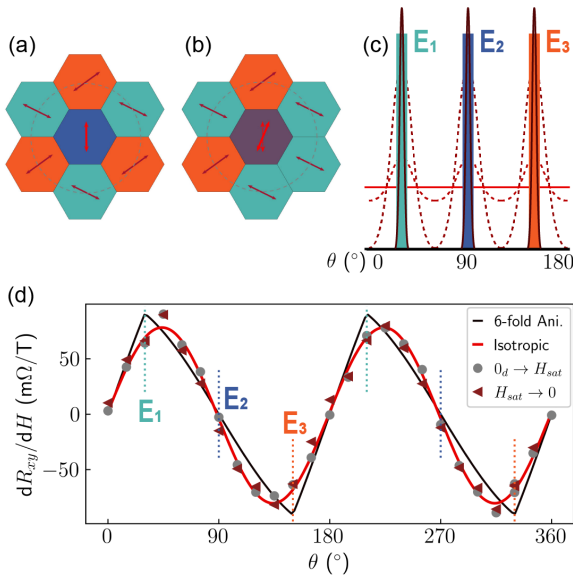 (a)
(b)
(c)
E1
E2
E3
θ (°)
0
90
180
(d)
dRxy/dH (mΩ/T)
50
0
−50
E1
E2
E3
6-fold Ani.
Isotropic
0d → Hsat
Hsat → 0
0
90
180
270
360
θ (°)